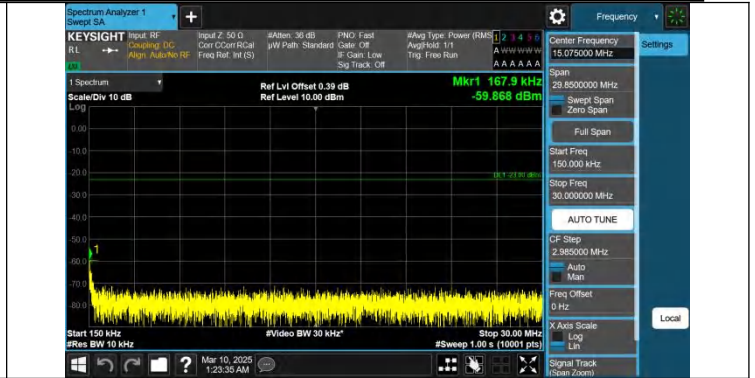 Spectrum Analyzer 1
Swept SA
Frequency
KEYSIGHT
RL
Input: RF
Coupling: DC
Align: Auto/No RF
Input Z: 50 Ω
Corr CCorr RCal
Freq Ref: Int (S)
#Atten: 36 dB
µW Path: Standard
PNO: Fast
Gate: Off
IF Gain: Low
Sig Track: Off
#Avg Type: Power (RMS
Avg|Hold: 1/1
Trig: Free Run
1 2 3 4 5 6
A W W W W W
A A A A A A
Center Frequency
15.075000 MHz
Settings
1 Spectrum
Scale/Div 10 dB
Log
Ref Lvl Offset 0.39 dB
Ref Level 10.00 dBm
Mkr1 167.9 kHz
-59.868 dBm
Span
29.8500000 MHz
Swept Span
Zero Span
Full Span
Start Freq
150.000 kHz
Stop Freq
30.000000 MHz
AUTO TUNE
CF Step
2.985000 MHz
Auto
Man
Freq Offset
0 Hz
X Axis Scale
Log
Lin
Signal Track
(Span Zoom)
Local
0.00
-10.0
-20.0
-30.0
-40.0
-50.0
-60.0
-70.0
-80.0
1
Start 150 kHz
#Res BW 10 kHz
#Video BW 30 kHz*
Stop 30.00 MHz
#Sweep 1.00 s (10001 pts)
?
Mar 10, 2025
1:23:35 AM